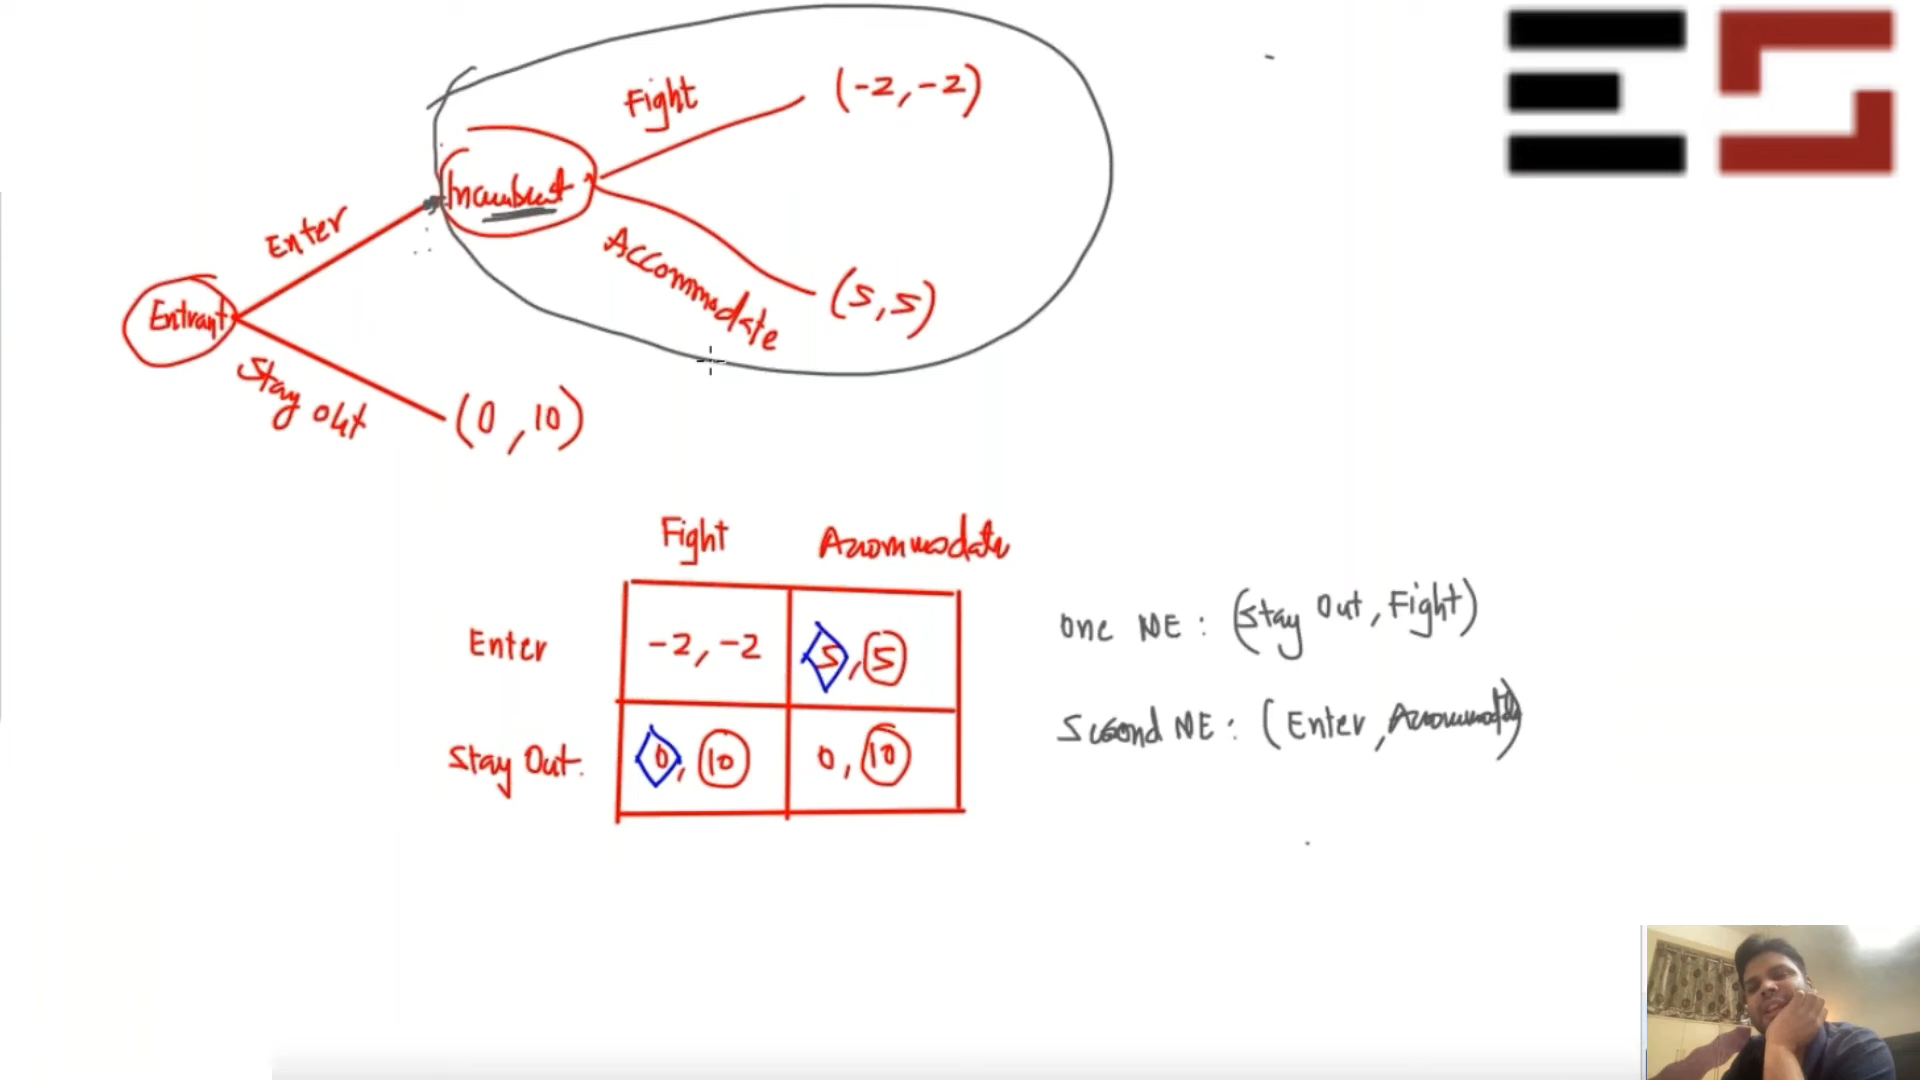 Fight
(-2, -2)
Incumbent
Enter
Accommodate
(5, 5)
Entrant
Stay Out
(0, 10)
ES
Fight Accommodate
Enter -2, -2 5, 5
Stay Out. 0, 10 0, 10
One NE : (Stay Out, Fight)
Second NE : (Enter, Accommodate)